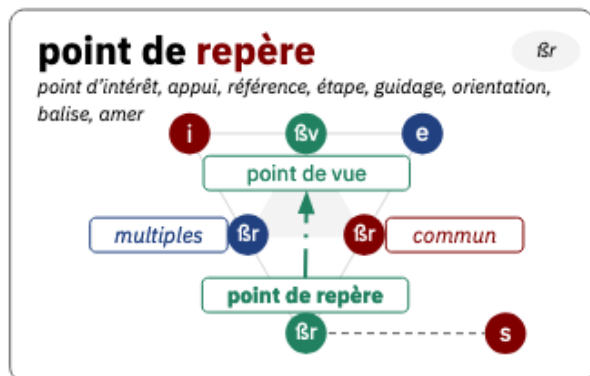 point de repère
ßr
point d'intérêt, appui, référence, étape, guidage, orientation,
balise, amer
i
ßv
e
point de vue
multiples
ßr
ßr
commun
point de repère
ßr
s